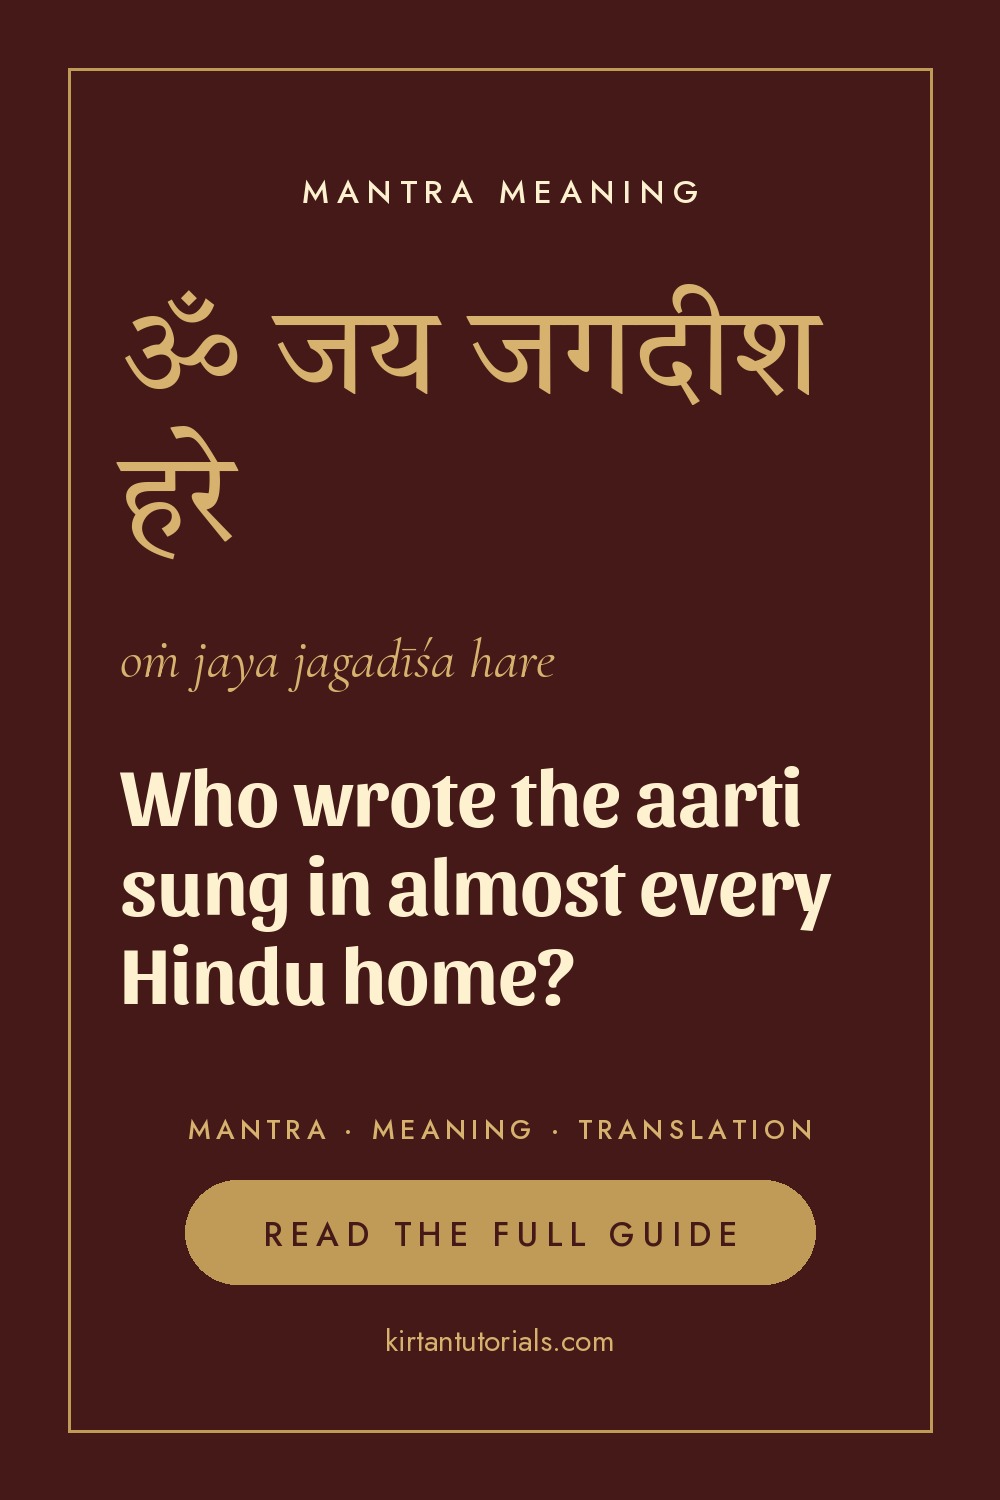 MANTRA MEANING
ॐ जय जगदीश
हरे
oṁ jaya jagadīśa hare
Who wrote the aarti
sung in almost every
Hindu home?
MANTRA · MEANING · TRANSLATION
READ THE FULL GUIDE
kirtantutorials.com